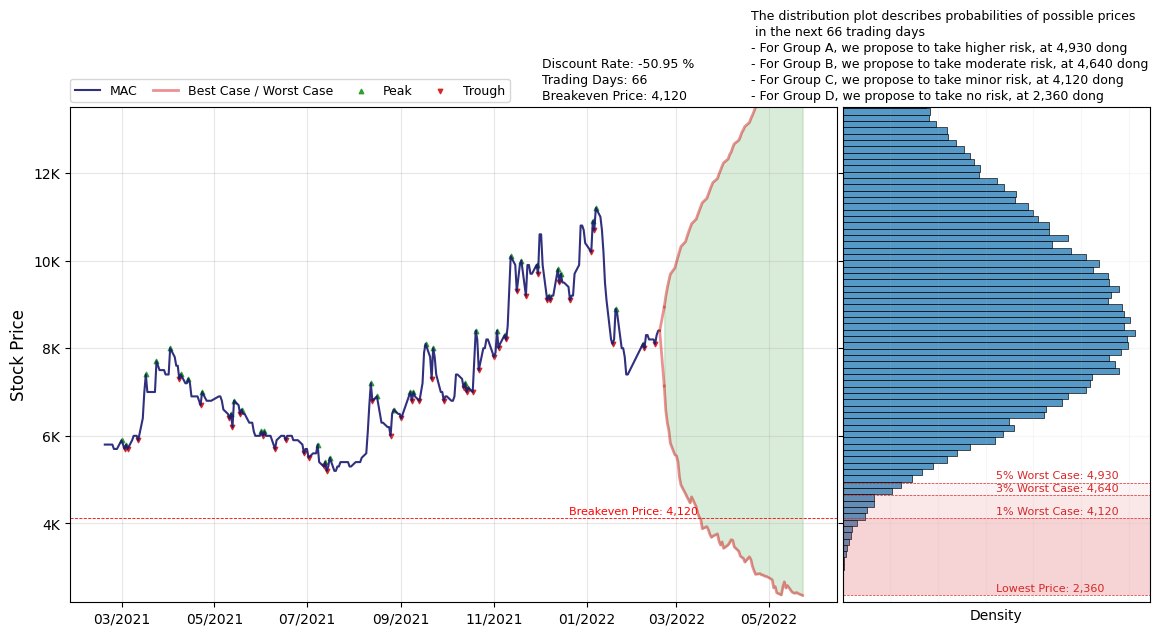 The distribution plot describes probabilities of possible prices
in the next 66 trading days
- For Group A, we propose to take higher risk, at 4,930 dong
- For Group B, we propose to take moderate risk, at 4,640 dong
- For Group C, we propose to take minor risk, at 4,120 dong
- For Group D, we propose to take no risk, at 2,360 dong
Discount Rate: -50.95 %
Trading Days: 66
Breakeven Price: 4,120
MAC
Best Case / Worst Case
Peak
Trough
Stock Price
12K
10K
8K
6K
4K
Breakeven Price: 4,120
03/2021
05/2021
07/2021
09/2021
11/2021
01/2022
03/2022
05/2022
5% Worst Case: 4,930
3% Worst Case: 4,640
1% Worst Case: 4,120
Lowest Price: 2,360
Density